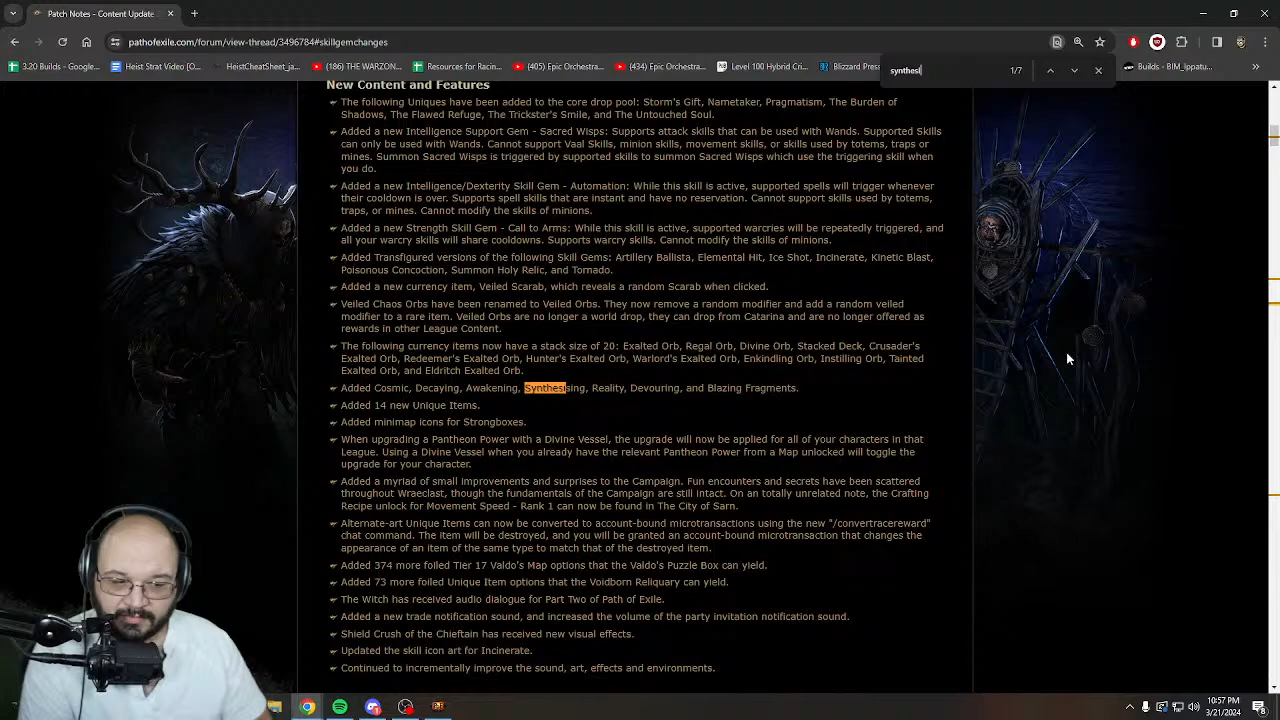 Path of Exile - Patch Note
pathofexile.com/forum/view-thread/3496784#skillgemchanges
3.20 Builds - Google...
Heist Strat Video (O...
HeistCheatSheet_ja...
(186) THE WARZON...
Resources for Racin...
(405) Epic Orchestra...
(434) Epic Orchestra...
Level 100 Hybrid Cri...
Blizzard Press
Builds - BIM_Ippatu...
synthesi
1/7
New Content and Features
The following Uniques have been added to the core drop pool: Storm's Gift, Nametaker, Pragmatism, The Burden of
Shadows, The Flawed Refuge, The Trickster's Smile, and The Untouched Soul.
Added a new Intelligence Support Gem - Sacred Wisps: Supports attack skills that can be used with Wands. Supported Skills
can only be used with Wands. Cannot support Vaal Skills, minion skills, movement skills, or skills used by totems, traps or
mines. Summon Sacred Wisps is triggered by supported skills to summon Sacred Wisps which use the triggering skill when
you do.
Added a new Intelligence/Dexterity Skill Gem - Automation: While this skill is active, supported spells will trigger whenever
their cooldown is over. Supports spell skills that are instant and have no reservation. Cannot support skills used by totems,
traps, or mines. Cannot modify the skills of minions.
Added a new Strength Skill Gem - Call to Arms: While this skill is active, supported warcries will be repeatedly triggered, and
all your warcry skills will share cooldowns. Supports warcry skills. Cannot modify the skills of minions.
Added Transfigured versions of the following Skill Gems: Artillery Ballista, Elemental Hit, Ice Shot, Incinerate, Kinetic Blast,
Poisonous Concoction, Summon Holy Relic, and Tornado.
Added a new currency item, Veiled Scarab, which reveals a random Scarab when clicked.
Veiled Chaos Orbs have been renamed to Veiled Orbs. They now remove a random modifier and add a random veiled
modifier to a rare item. Veiled Orbs are no longer a world drop, they can drop from Catarina and are no longer offered as
rewards in other League Content.
The following currency items now have a stack size of 20: Exalted Orb, Regal Orb, Divine Orb, Stacked Deck, Crusader's
Exalted Orb, Redeemer's Exalted Orb, Hunter's Exalted Orb, Warlord's Exalted Orb, Enkindling Orb, Instilling Orb, Tainted
Exalted Orb, and Eldritch Exalted Orb.
Added Cosmic, Decaying, Awakening, Synthesising, Reality, Devouring, and Blazing Fragments.
Added 14 new Unique Items.
Added minimap icons for Strongboxes.
When upgrading a Pantheon Power with a Divine Vessel, the upgrade will now be applied for all of your characters in that
League. Using a Divine Vessel when you already have the relevant Pantheon Power from a Map unlocked will toggle the
upgrade for your character.
Added a myriad of small improvements and surprises to the Campaign. Fun encounters and secrets have been scattered
throughout Wraeclast, though the fundamentals of the Campaign are still intact. On an totally unrelated note, the Crafting
Recipe unlock for Movement Speed - Rank 1 can now be found in The City of Sarn.
Alternate-art Unique Items can now be converted to account-bound microtransactions using the new "/convertracereward"
chat command. The item will be destroyed, and you will be granted an account-bound microtransaction that changes the
appearance of an item of the same type to match that of the destroyed item.
Added 374 more foiled Tier 17 Valdo's Map options that the Valdo's Puzzle Box can yield.
Added 73 more foiled Unique Item options that the Voidborn Reliquary can yield.
The Witch has received audio dialogue for Part Two of Path of Exile.
Added a new trade notification sound, and increased the volume of the party invitation notification sound.
Shield Crush of the Chieftain has received new visual effects.
Updated the skill icon art for Incinerate.
Continued to incrementally improve the sound, art, effects and environments.
10:57 PM
3/21/2024